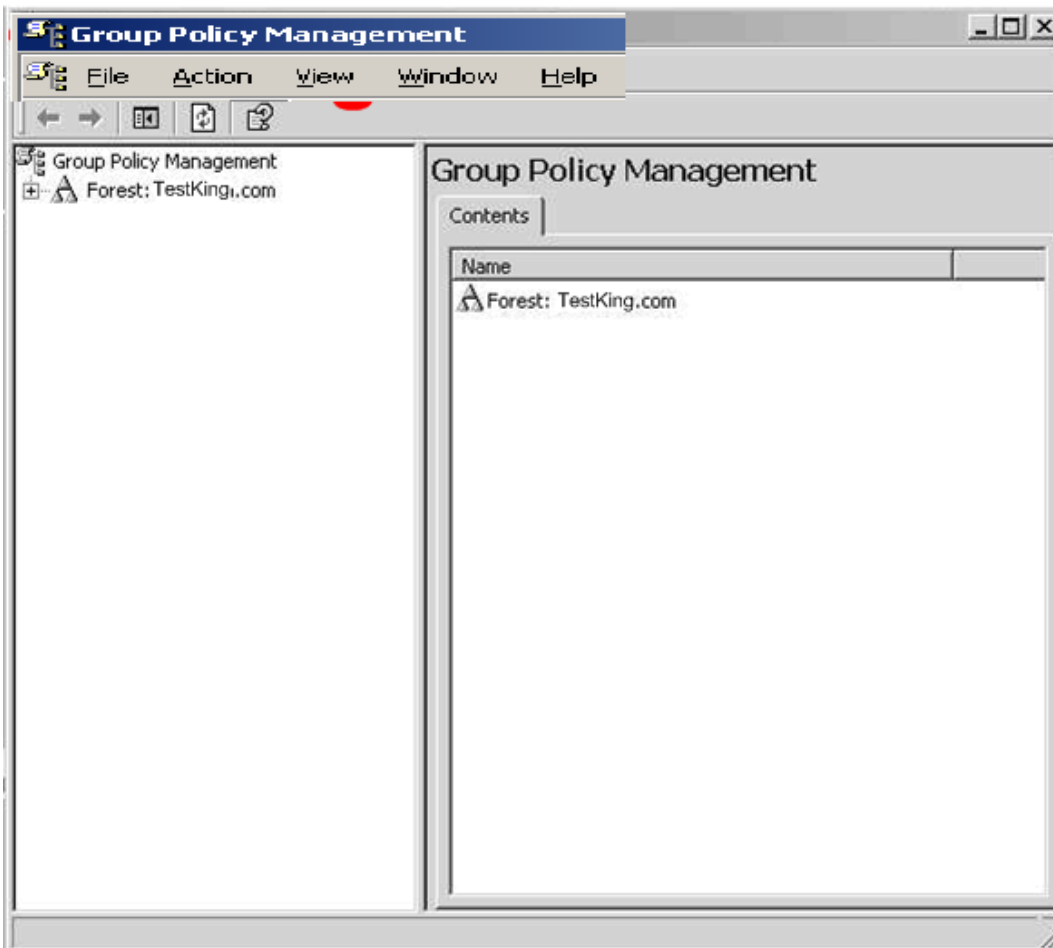 Group Policy Management
File Action View Window Help
Group Policy Management
Forest: TestKing.com
Group Policy Management
Contents
Name
Forest: TestKing.com